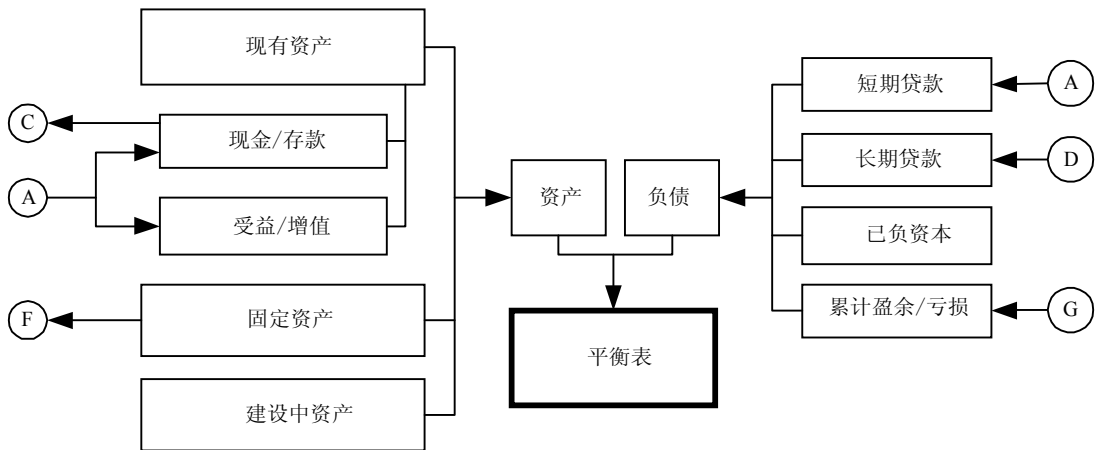 现有资产
C
现金/存款
A
受益/增值
F
固定资产
建设中资产
资产
负债
平衡表
短期贷款
A
长期贷款
D
已负资本
累计盈余/亏损
G